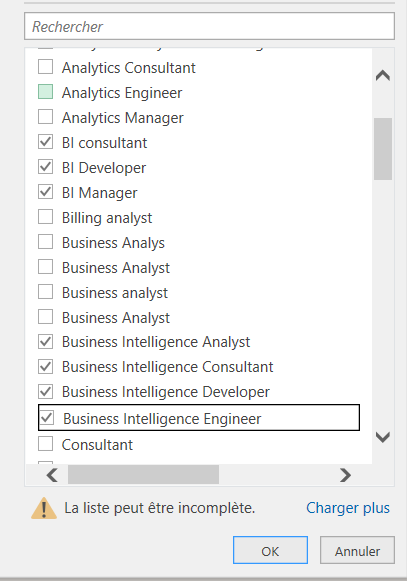 Rechercher
Analytics Consultant
Analytics Engineer
Analytics Manager
BI consultant
BI Developer
BI Manager
Billing analyst
Business Analys
Business Analyst
Business analyst
Business Analyst
Business Intelligence Analyst
Business Intelligence Consultant
Business Intelligence Developer
Business Intelligence Engineer
Consultant
La liste peut être incomplète.
Charger plus
OK
Annuler